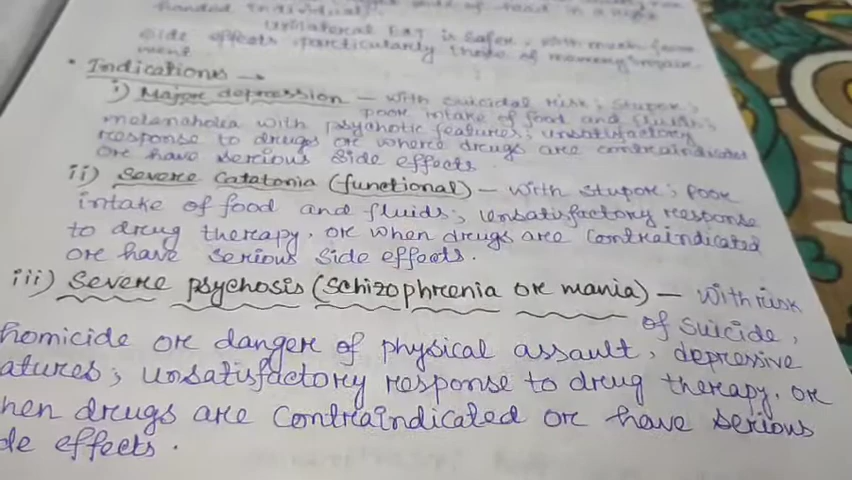 handed individual).
Unilateral ECT is safer, with much fewer
side effects, particularly those of memory impair-
ment
• Indications →
i) Major depression – with suicidal risk; stupor;
poor intake of food and fluids;
melanaholia with psychotic features; unsatisfactory
response to drugs or where drugs are contraindicated
or have serious side effects
ii) Severe Catatonia (functional) – with stupor; poor
intake of food and fluids; unsatisfactory response
to drug therapy. or when drugs are contraindicated
or have serious side effects.
iii) Severe psychosis (schizophrenia or mania) – with risk
of suicide,
homicide or danger of physical assault, depressive
atures; unsatisfactory response to drug therapy. or
hen drugs are contraindicated or have serious
de effects.